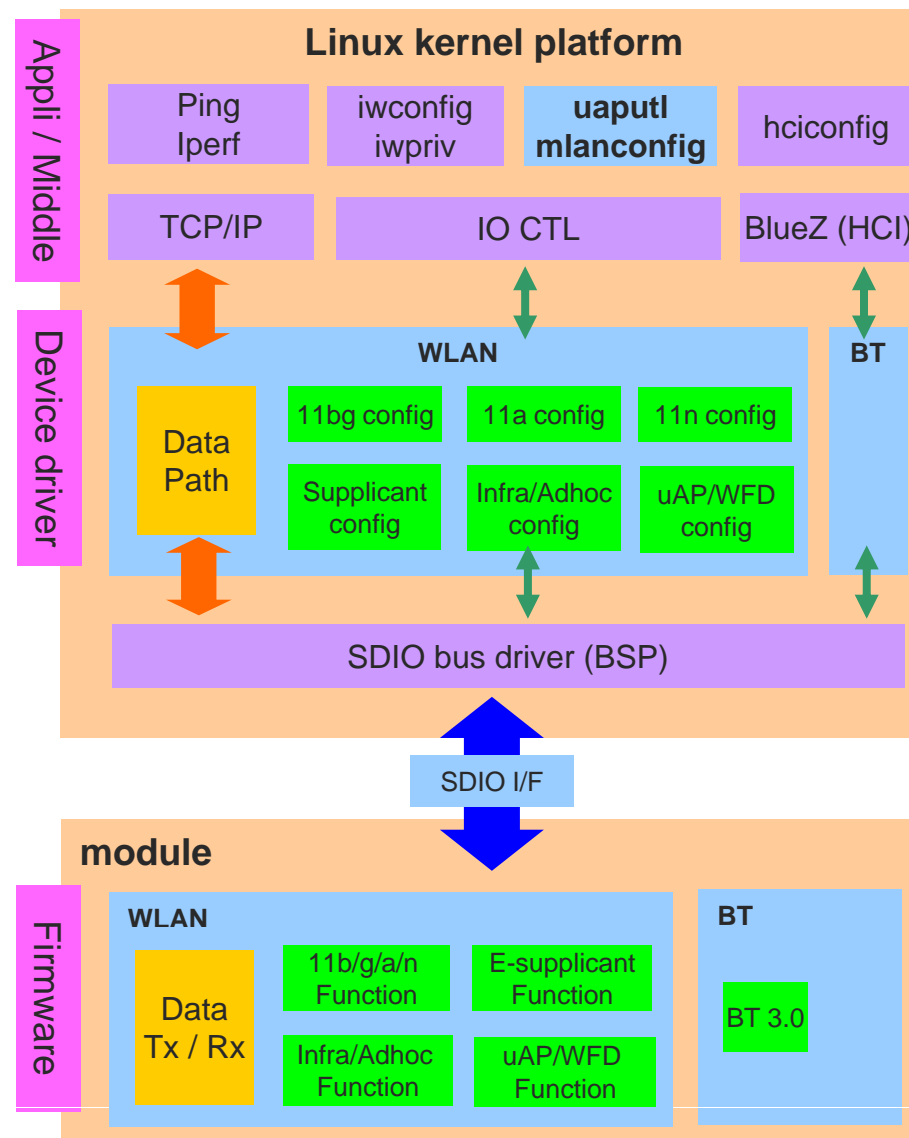 Linux kernel platform
Appli / Middle
Ping
Iperf
iwconfig
iwpriv
uaputl
mlanconfig
hciconfig
TCP/IP
IO CTL
BlueZ (HCI)
Device driver
WLAN
BT
Data
Path
11bg config
11a config
11n config
Supplicant
config
Infra/Adhoc
config
uAP/WFD
config
SDIO bus driver (BSP)
SDIO I/F
module
Firmware
WLAN
BT
Data
Tx / Rx
11b/g/a/n
Function
E-supplicant
Function
Infra/Adhoc
Function
uAP/WFD
Function
BT 3.0